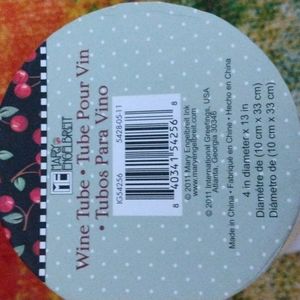 MARY
ENGELBREIT
Wine Tube • Tube Pour Vin
• Tubos Para Vino
IG54256 5428-05-11
8 40341 54256 8
© 2011 Mary Engelbreit Ink
www.maryengelbreit.com
© 2011 International Greetings, USA
Atlanta, Georgia 30346
Made in China • Fabriqué en Chine • Hecho en China
4 in diameter x 13 in
Diamètre de (10 cm x 33 cm)
Diámetro de (10 cm x 33 cm)